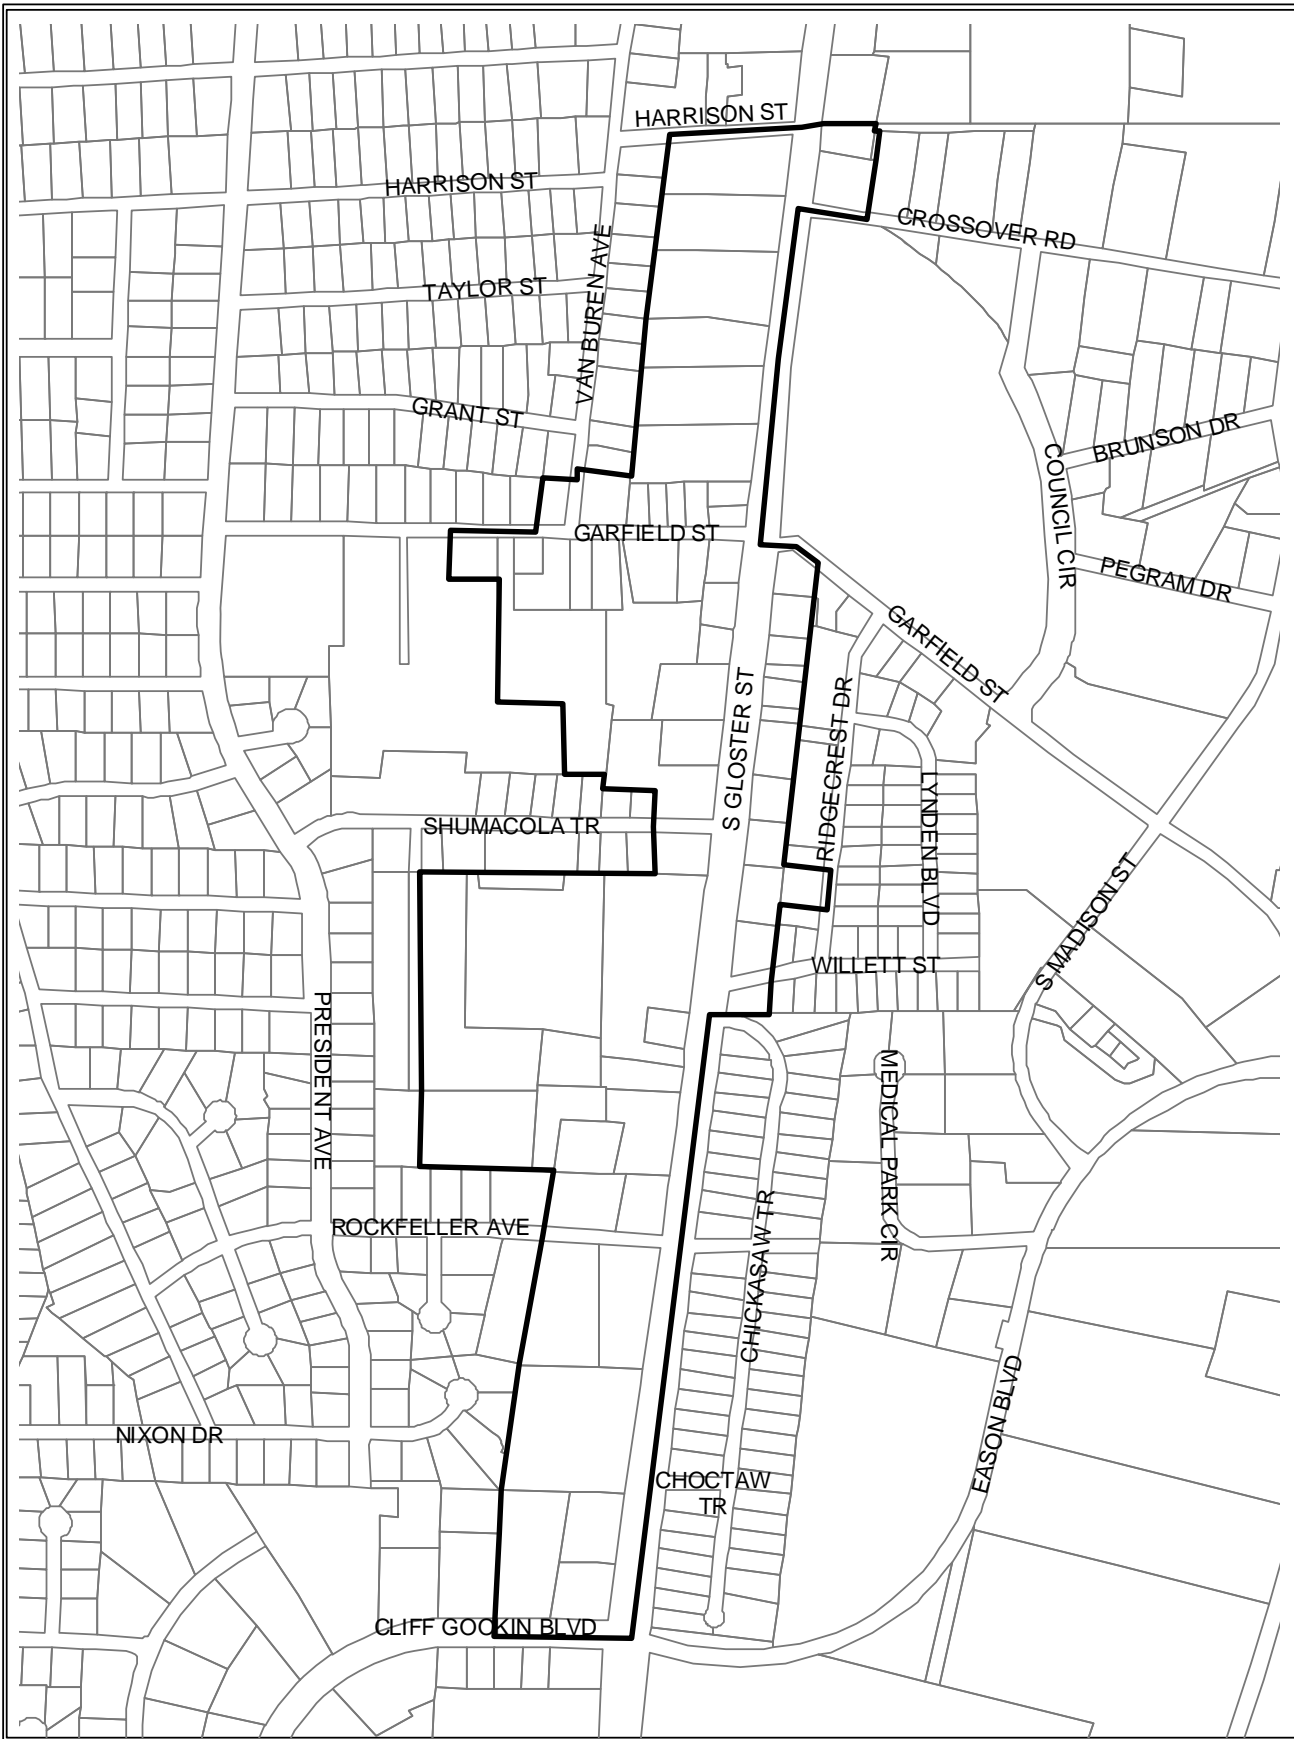 HARRISON ST
HARRISON ST
CROSSOVER RD
VAN BUREN AVE
TAYLOR ST
GRANT ST
BRUNSON DR
COUNCIL CIR
GARFIELD ST
PEGRAM DR
GARFIELD ST
S GLOSTER ST
RIDGECREST DR
LYNDEN BLVD
SHUMACOLA TR
S MADISON ST
WILLETT ST
PRESIDENT AVE
MEDICAL PARK CIR
CHICKASAW TR
ROCKFELLER AVE
EASON BLVD
NIXON DR
CHOCTAW
TR
CLIFF GOOKIN BLVD